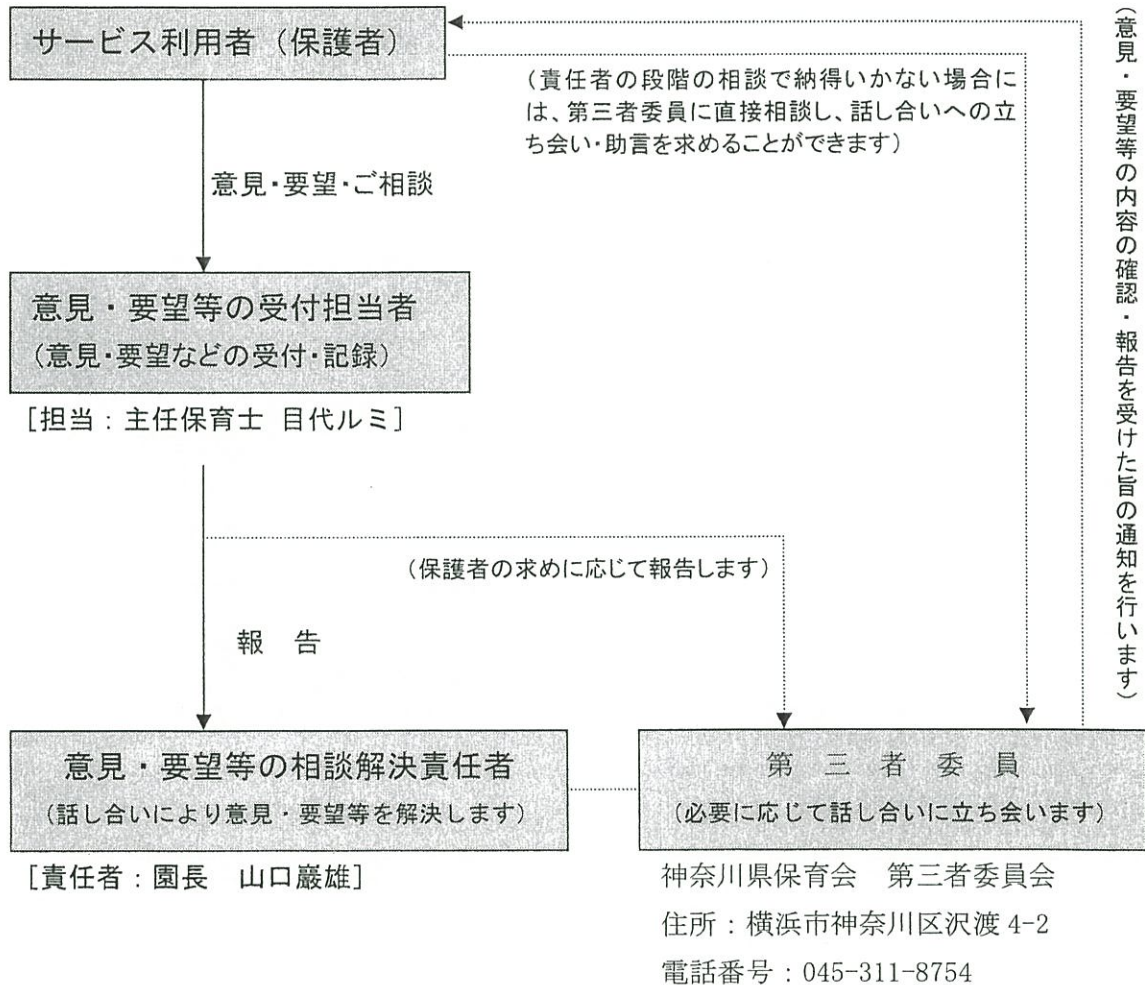 サービス利用者（保護者）
（責任者の段階の相談で納得いかない場合に
は、第三者委員に直接相談し、話し合いへの立
ち会い・助言を求めることができます）
意見・要望・ご相談
（意見・要望等の内容の確認・報告を受けた旨の通知を行います）
意見・要望等の受付担当者
（意見・要望などの受付・記録）
［担当：主任保育士 目代ルミ］
（保護者の求めに応じて報告します）
報　告
意見・要望等の相談解決責任者
（話し合いにより意見・要望等を解決します）
［責任者：園長　山口巖雄］
第　三　者　委　員
（必要に応じて話し合いに立ち会います）
神奈川県保育会　第三者委員会
住所：横浜市神奈川区沢渡 4-2
電話番号：045-311-8754